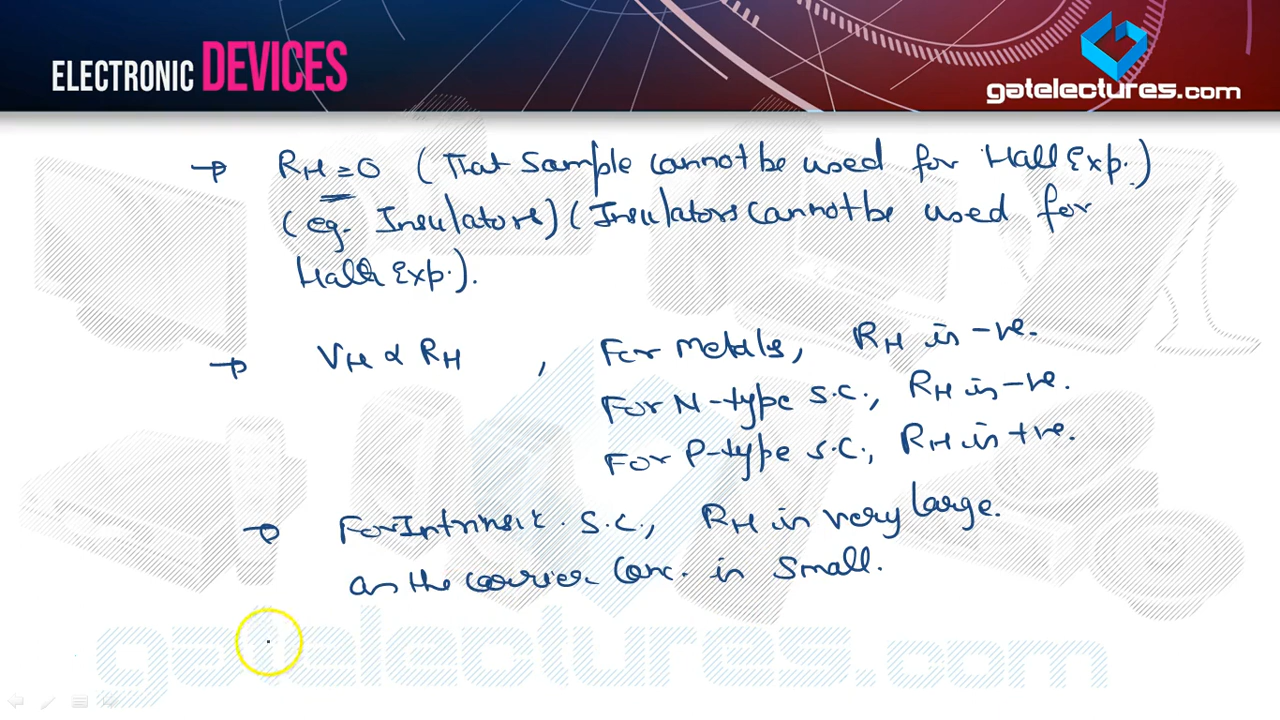 ELECTRONIC DEVICES
gatelectures.com
→ RH = 0 (That Sample cannot be used for Hall Exp.)
(eg. Insulators) (Insulators cannot be used for
Hall Exp.).
→ VH ∝ RH , For Metals, RH is -ve.
For N-type s.c., RH is -ve.
For P-type s.c., RH is +ve.
→ For Intrinsic. s.c., RH is very large.
as the carrier conc. is small.
gatelectures.com